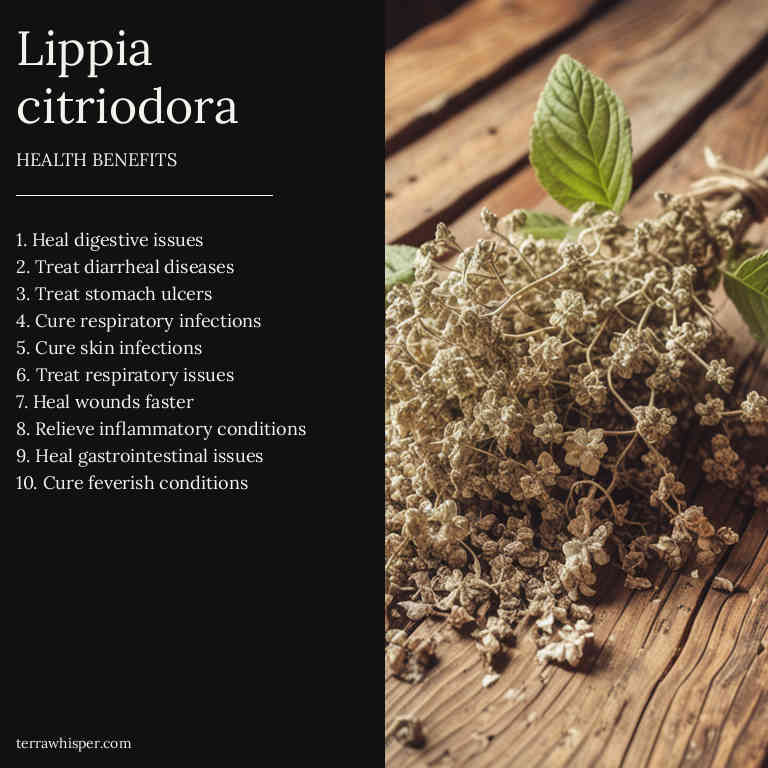 Lippia
citriodora
HEALTH BENEFITS
1. Heal digestive issues
2. Treat diarrheal diseases
3. Treat stomach ulcers
4. Cure respiratory infections
5. Cure skin infections
6. Treat respiratory issues
7. Heal wounds faster
8. Relieve inflammatory conditions
9. Heal gastrointestinal issues
10. Cure feverish conditions
terrawhisper.com